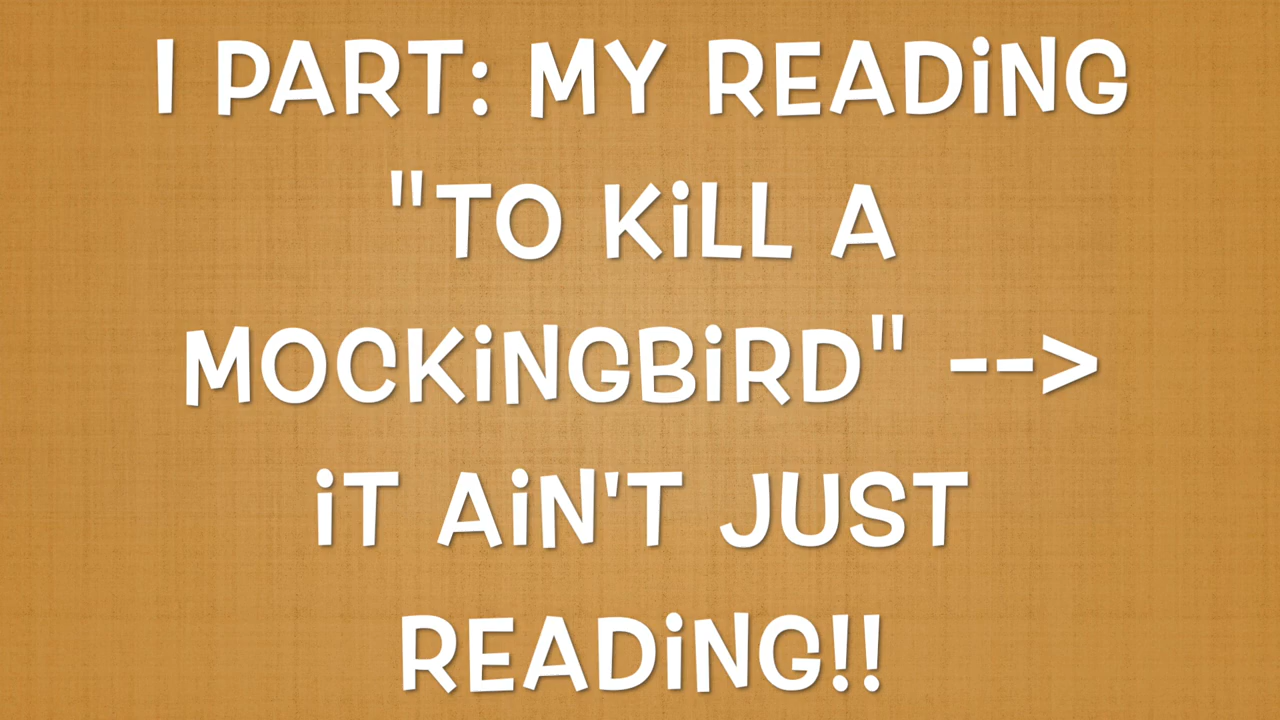 I PART: MY READiNG
"TO KiLL A
MOCKiNGBiRD" -->
iT AiN'T JUST
READiNG!!